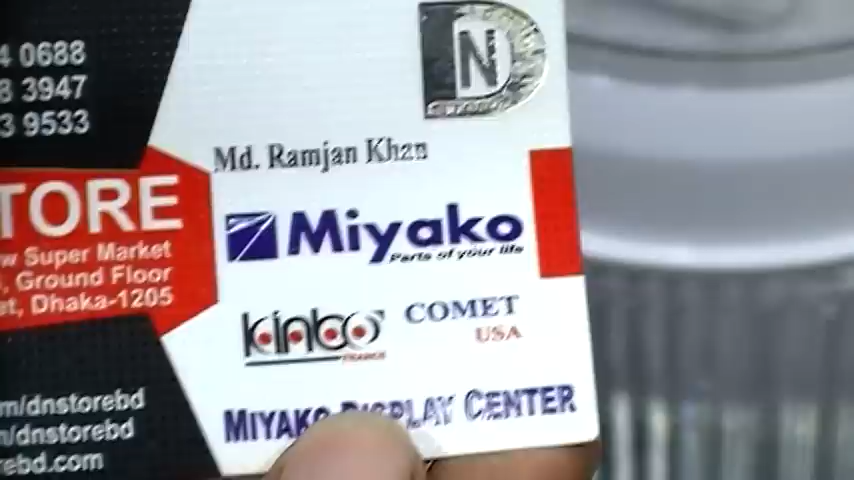 4 0688
8 3947
3 9533
TORE
w Super Market
, Ground Floor
et, Dhaka-1205
m/dnstorebd
n/dnstorebd
rebd.com
DN
Md. Ramjan Khan
Miyako
Parts of your life
kinbo
FRANCE
COMET
USA
MIYAKO DISPLAY CENTER